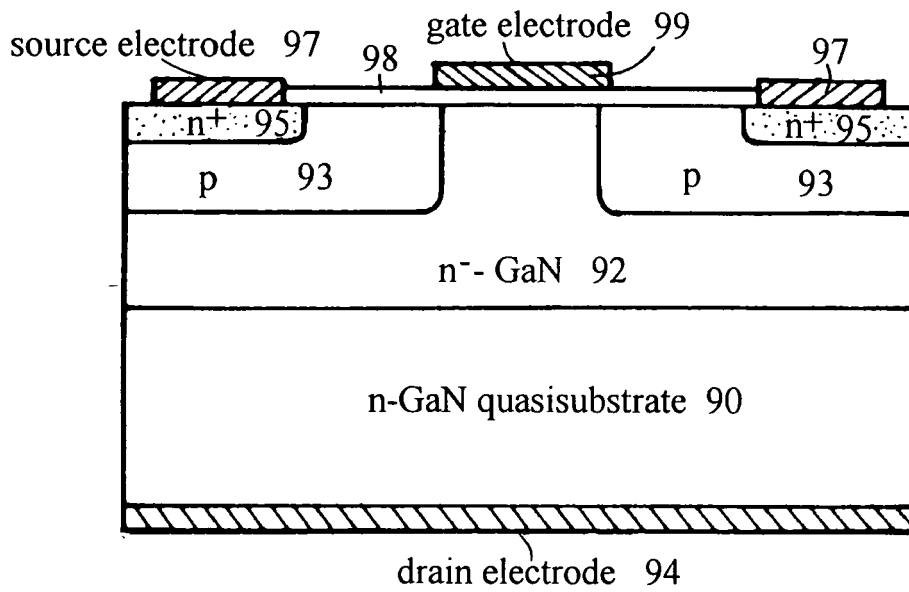 source electrode 97
gate electrode 99
98
97
n+ 95
n+ 95
p 93
p 93
n- - GaN 92
n-GaN quasisubstrate 90
drain electrode 94